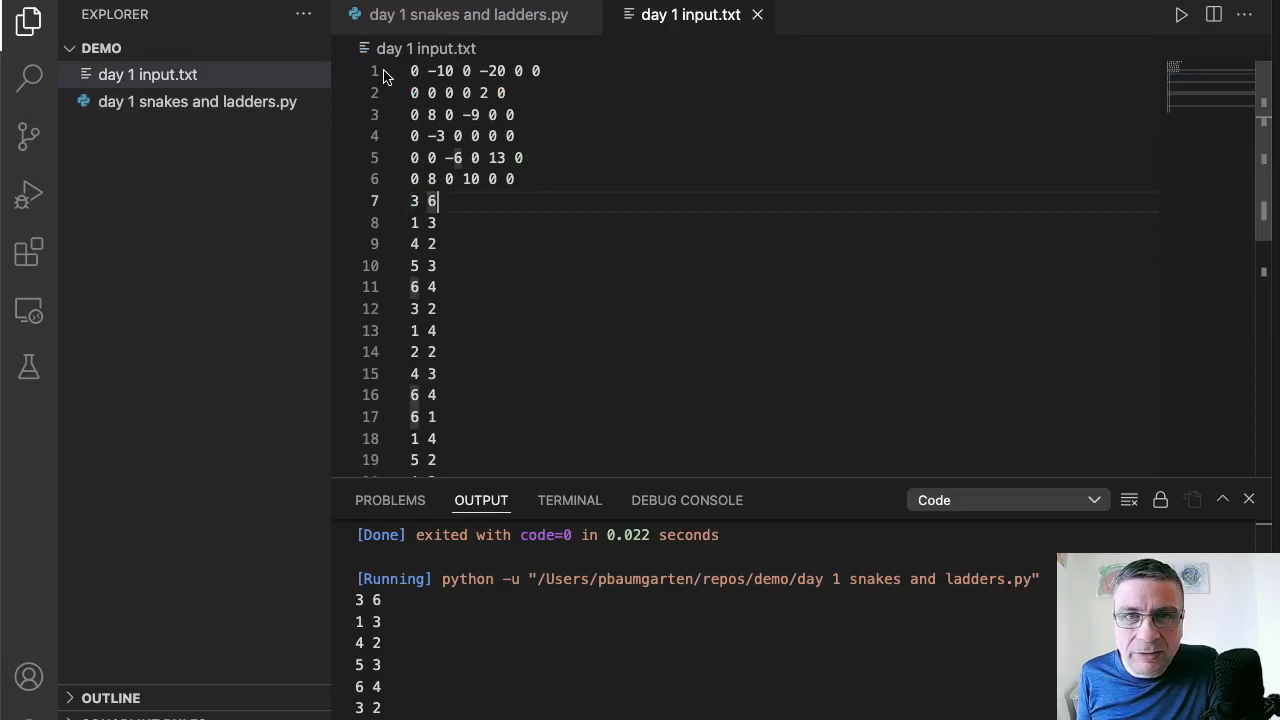 EXPLORER
day 1 snakes and ladders.py
day 1 input.txt
DEMO
day 1 input.txt
day 1 snakes and ladders.py
day 1 input.txt
1 0 -10 0 -20 0 0
2 0 0 0 0 2 0
3 0 8 0 -9 0 0
4 0 -3 0 0 0 0
5 0 0 -6 0 13 0
6 0 8 0 10 0 0
7 3 6
8 1 3
9 4 2
10 5 3
11 6 4
12 3 2
13 1 4
14 2 2
15 4 3
16 6 4
17 6 1
18 1 4
19 5 2
PROBLEMS OUTPUT TERMINAL DEBUG CONSOLE Code
[Done] exited with code=0 in 0.022 seconds
[Running] python -u "/Users/pbaumgarten/repos/demo/day 1 snakes and ladders.py"
3 6
1 3
4 2
5 3
6 4
3 2
OUTLINE